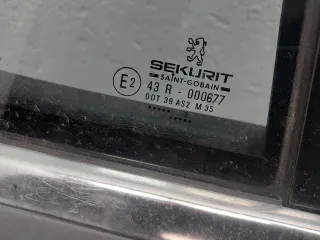 SEKURIT
SAINT-GOBAIN
E2 43 R - 000677
DOT 39 AS2 M 35